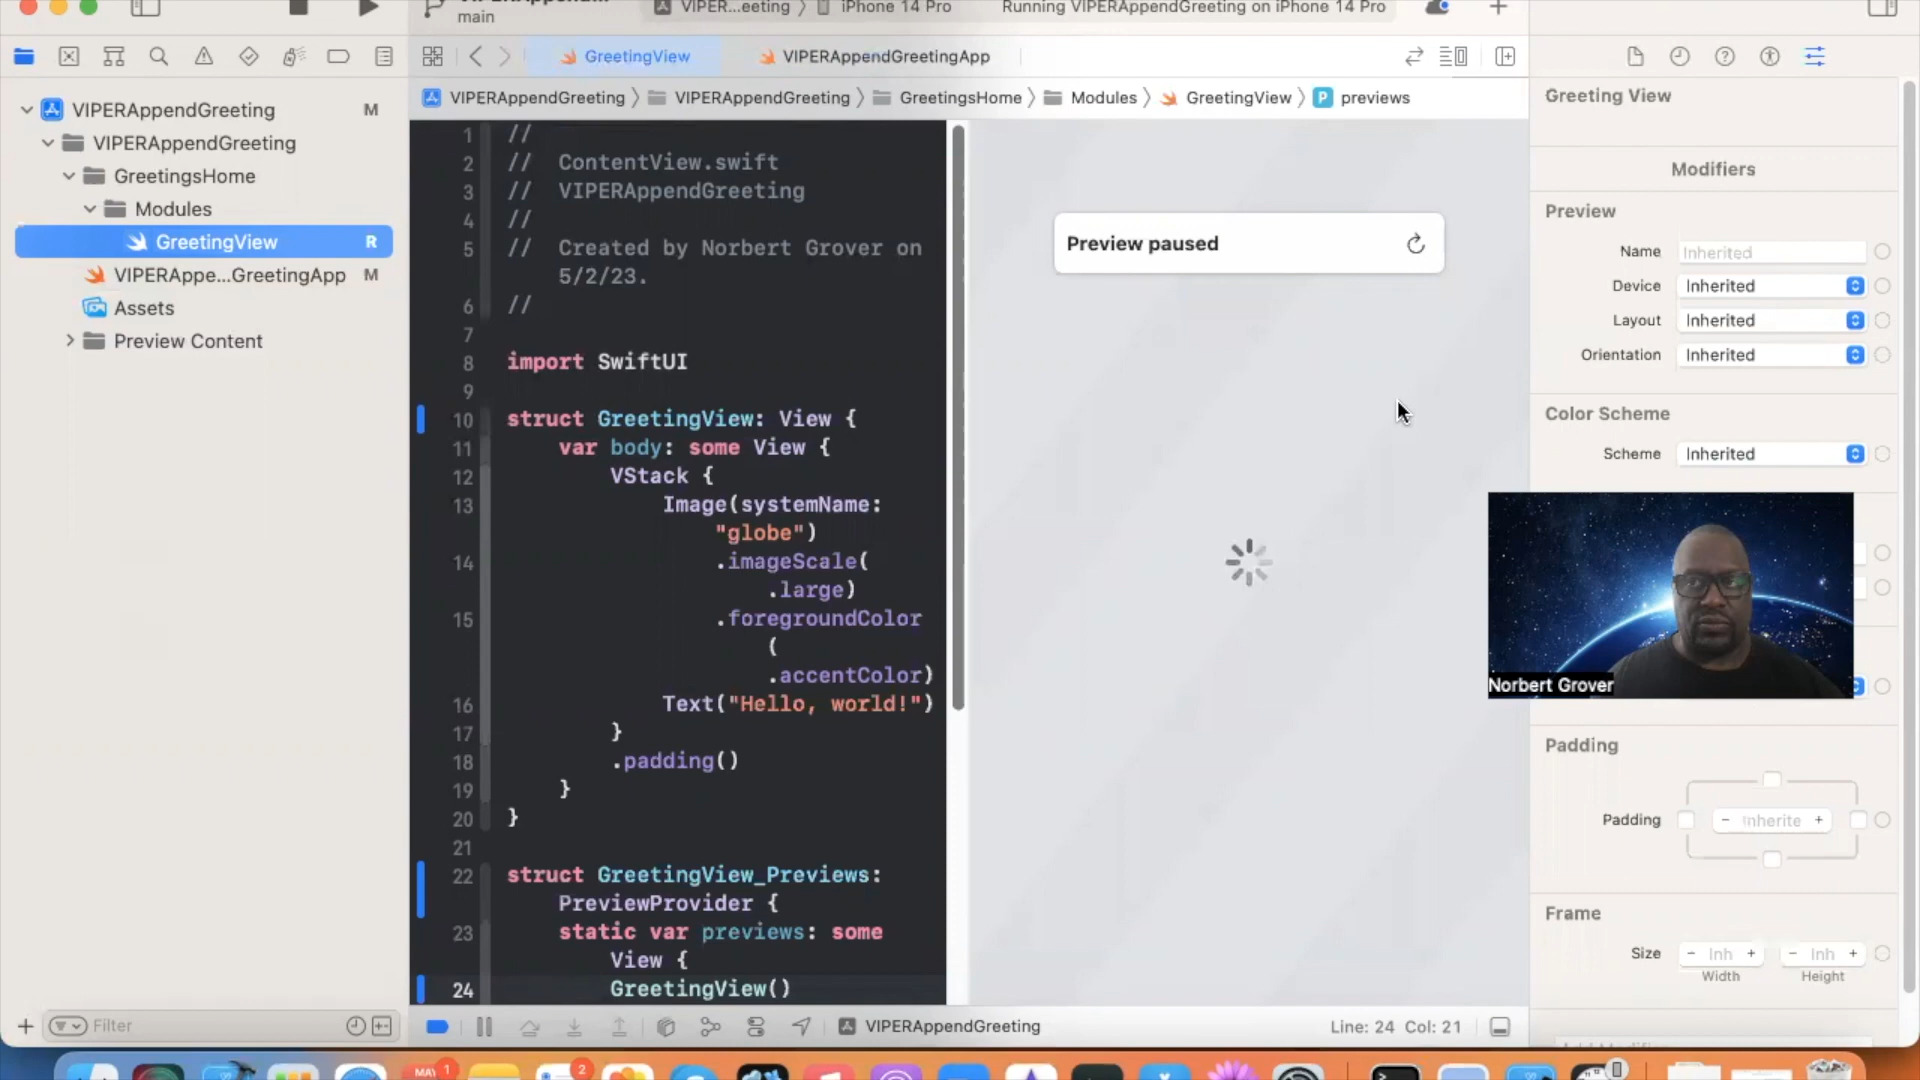 main
VIPER...eeting
iPhone 14 Pro
Running VIPERAppendGreeting on iPhone 14 Pro
GreetingView
VIPERAppendGreetingApp
VIPERAppendGreeting
VIPERAppendGreeting
GreetingsHome
Modules
GreetingView
P previews
VIPERAppendGreeting M
VIPERAppendGreeting
GreetingsHome
Modules
GreetingView R
VIPERAppe...GreetingApp M
Assets
Preview Content
Filter
1 //
2 // ContentView.swift
3 // VIPERAppendGreeting
4 //
5 // Created by Norbert Grover on
5/2/23.
6 //
7
8 import SwiftUI
9
10 struct GreetingView: View {
11 var body: some View {
12 VStack {
13 Image(systemName:
"globe")
14 .imageScale(
.large)
15 .foregroundColor
(
.accentColor)
16 Text("Hello, world!")
17 }
18 .padding()
19 }
20 }
21
22 struct GreetingView_Previews:
PreviewProvider {
23 static var previews: some
View {
24 GreetingView()
Preview paused
VIPERAppendGreeting
Line: 24 Col: 21
Greeting View
Modifiers
Preview
Name Inherited
Device Inherited
Layout Inherited
Orientation Inherited
Color Scheme
Scheme Inherited
Norbert Grover
Padding
Padding - Inherite +
Frame
Size - Inh + - Inh +
Width Height
MAY 1
2